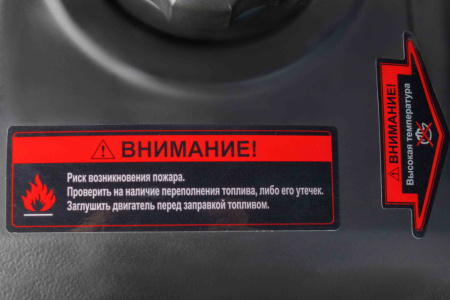 ВНИМАНИЕ!
Риск возникновения пожара.
Проверить на наличие переполнения топлива, либо его утечек.
Заглушить двигатель перед заправкой топливом.
ВНИМАНИЕ!
Высокая температура